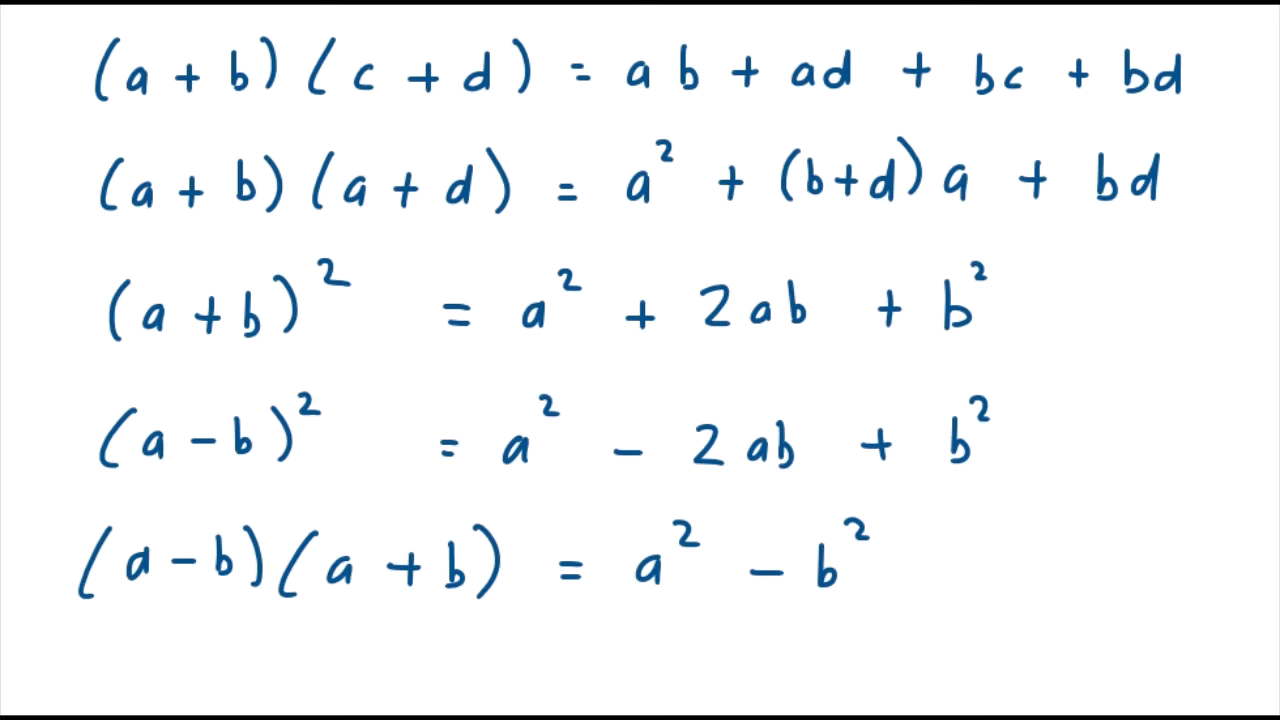 (a + b) (c + d) = ab + ad + bc + bd
(a + b) (a + d) = a² + (b+d) a + bd
(a + b)² = a² + 2ab + b²
(a - b)² = a² - 2ab + b²
(a - b) (a + b) = a² - b²